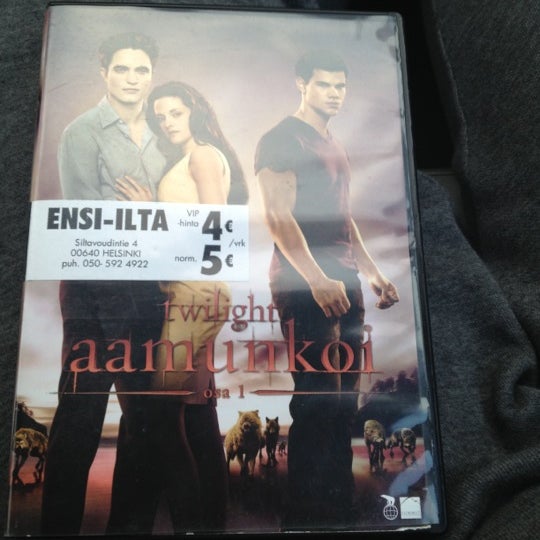 ENSI-ILTA
Siltavoudintie 4
00640 HELSINKI
puh. 050- 592 4922
VIP
-hinta 4€
/vrk
norm. 5€
twilight
aamunkoi
osa 1